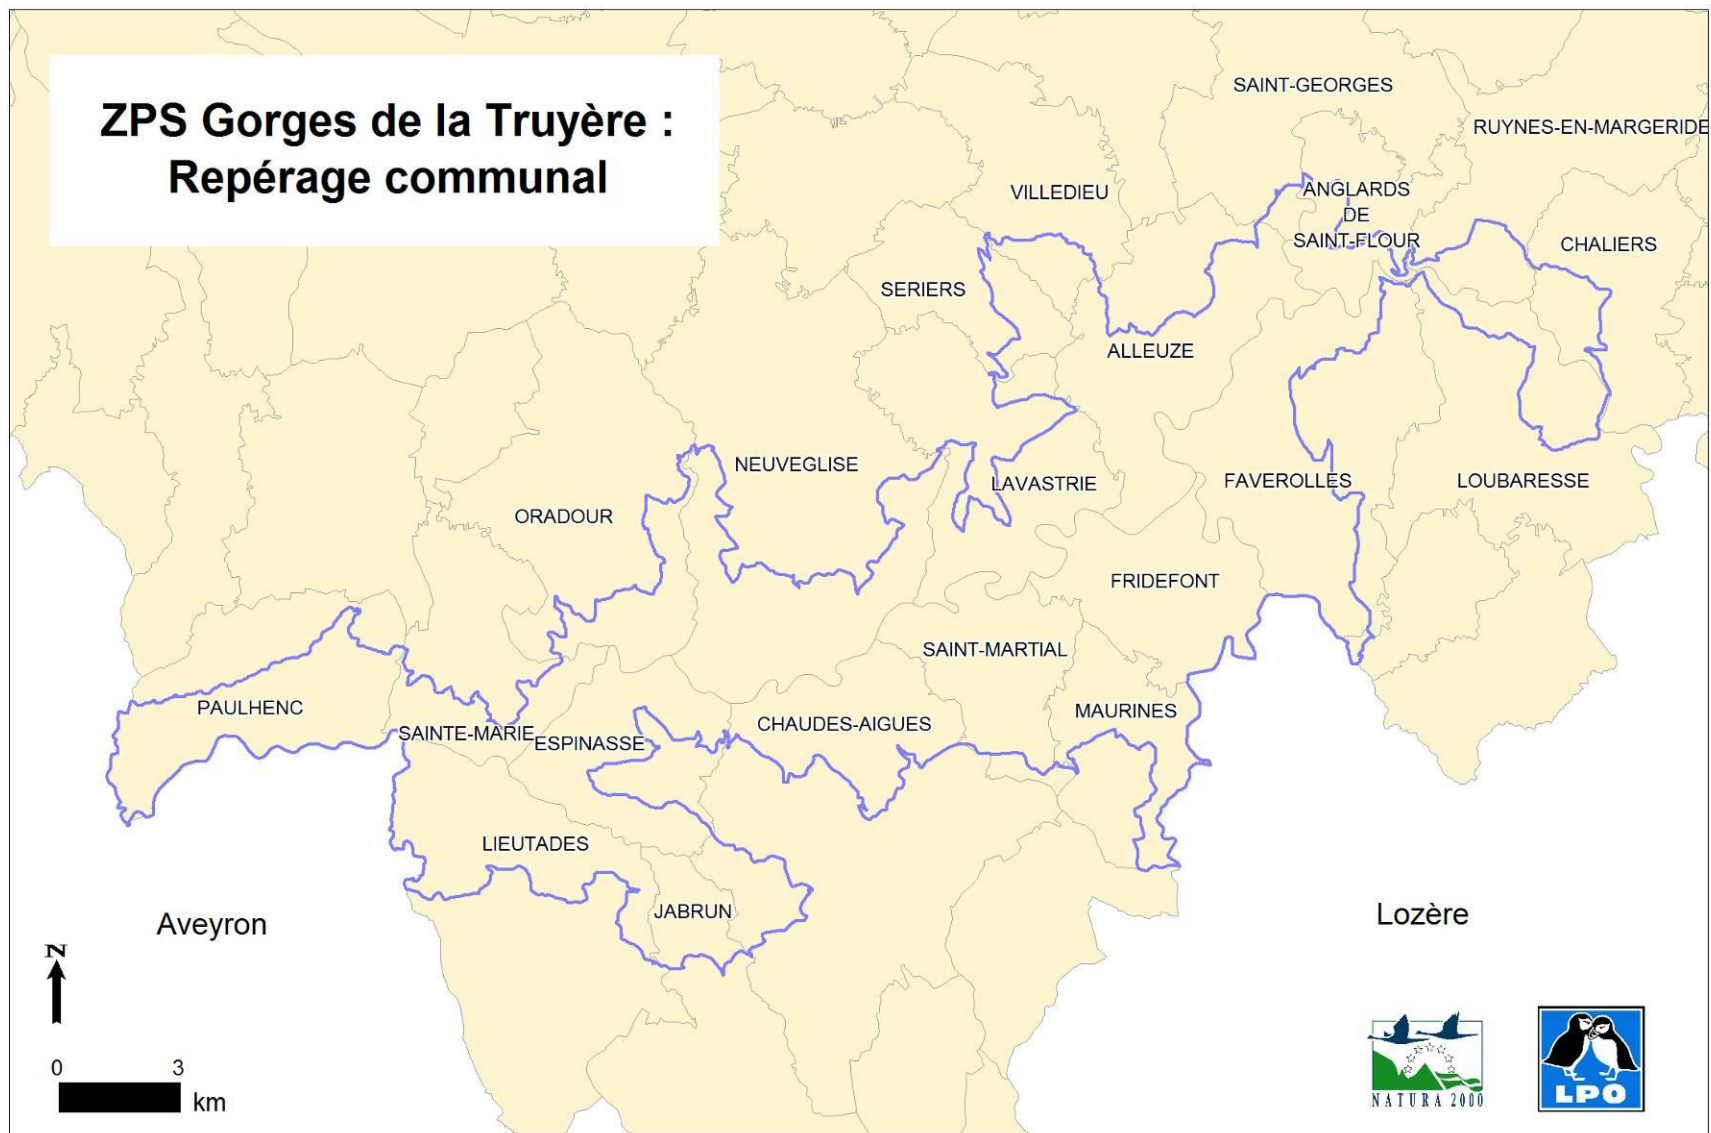 ZPS Gorges de la Truyère :
Repérage communal
SAINT-GEORGES
RUYNES-EN-MARGERIDE
VILLEDIEU
ANGLARDS
DE
SAINT-FLOUR
CHALIERS
SERIERS
ALLEUZE
NEUVEGLISE
LAVASTRIE
FAVEROLLES
LOUBARESSE
ORADOUR
FRIDEFONT
SAINT-MARTIAL
PAULHENC
SAINTE-MARIE
ESPINASSE
CHAUDES-AIGUES
MAURINES
LIEUTADES
JABRUN
Aveyron
Lozère
N
0 3
km
NATURA 2000
LPO